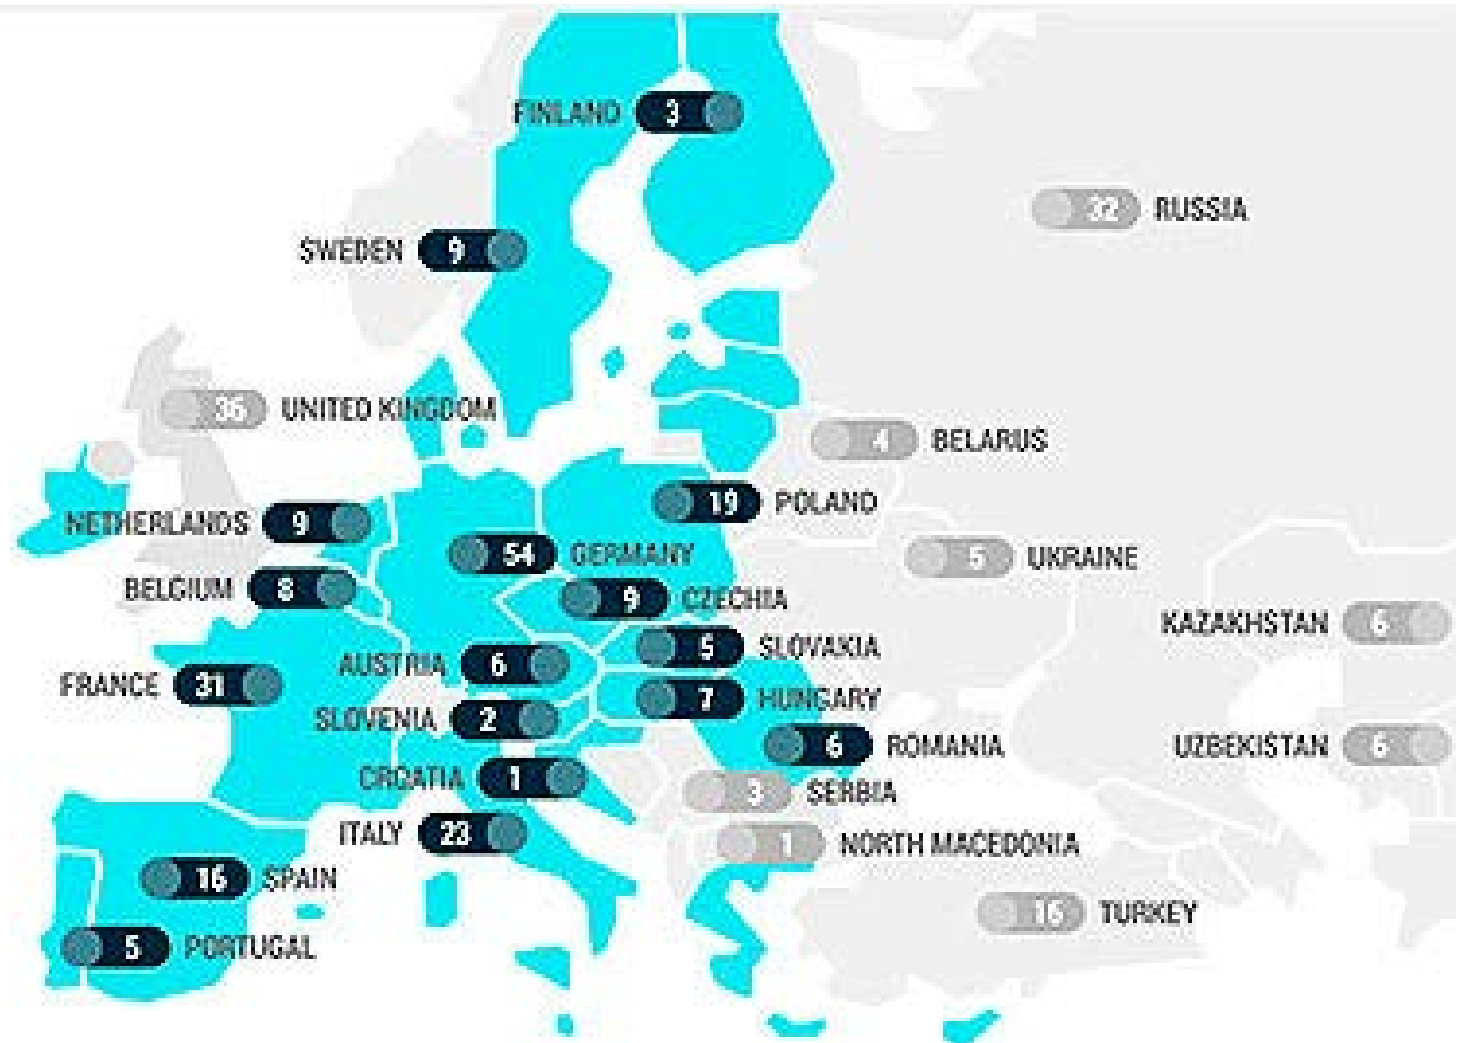 FINLAND 3
32 RUSSIA
SWEDEN 9
36 UNITED KINGDOM
4 BELARUS
19 POLAND
NETHERLANDS 9
54 GERMANY
5 UKRAINE
BELGIUM 8
9 CZECHIA
KAZAKHSTAN 6
5 SLOVAKIA
AUSTRIA 6
FRANCE 31
7 HUNGARY
SLOVENIA 2
6 ROMANIA
UZBEKISTAN 6
CROATIA 1
3 SERBIA
ITALY 23
1 NORTH MACEDONIA
16 SPAIN
16 TURKEY
5 PORTUGAL